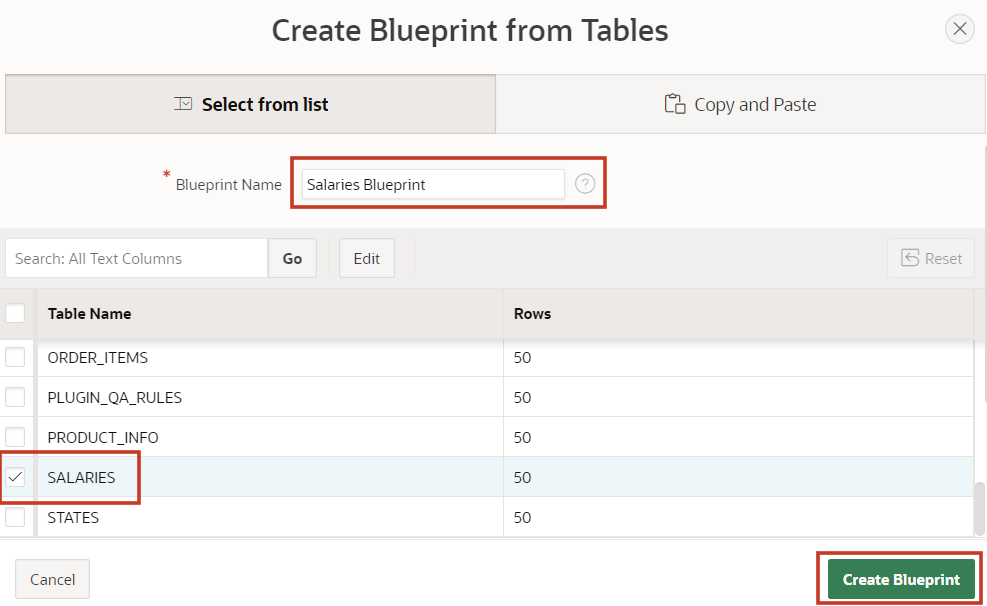 Create Blueprint from Tables
Select from list
Copy and Paste
* Blueprint Name Salaries Blueprint ?
Search: All Text Columns Go Edit Reset
Table Name Rows
ORDER_ITEMS 50
PLUGIN_QA_RULES 50
PRODUCT_INFO 50
SALARIES 50
STATES 50
Cancel Create Blueprint